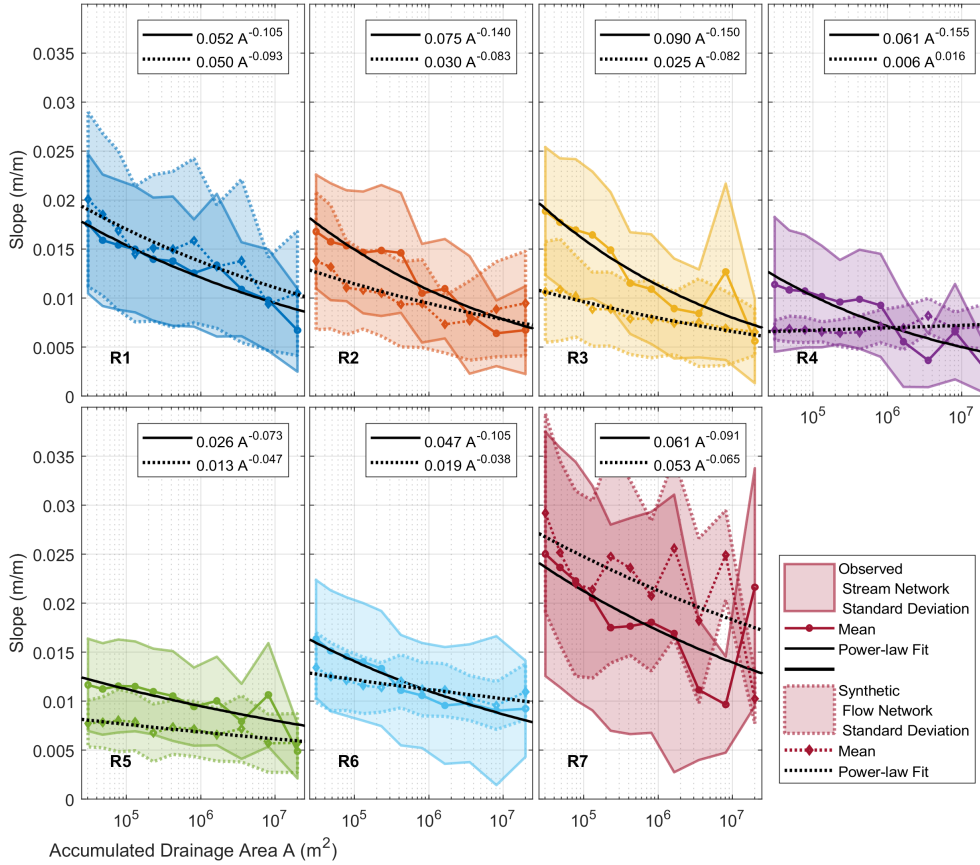 0.052 A^-0.105
0.050 A^-0.093
0.075 A^-0.140
0.030 A^-0.083
0.090 A^-0.150
0.025 A^-0.082
0.061 A^-0.155
0.006 A^0.016
0.04
0.035
0.03
0.025
0.02
0.015
0.01
0.005
0
Slope (m/m)
R1
R2
R3
R4
10^5
10^6
10^7
0.026 A^-0.073
0.013 A^-0.047
0.047 A^-0.105
0.019 A^-0.038
0.061 A^-0.091
0.053 A^-0.065
0.035
0.03
0.025
0.02
0.015
0.01
0.005
0
Slope (m/m)
R5
R6
R7
10^5
10^6
10^7
10^5
10^6
10^7
10^5
10^6
10^7
Accumulated Drainage Area A (m^2)
Observed
Stream Network
Standard Deviation
Mean
Power-law Fit
Synthetic
Flow Network
Standard Deviation
Mean
Power-law Fit